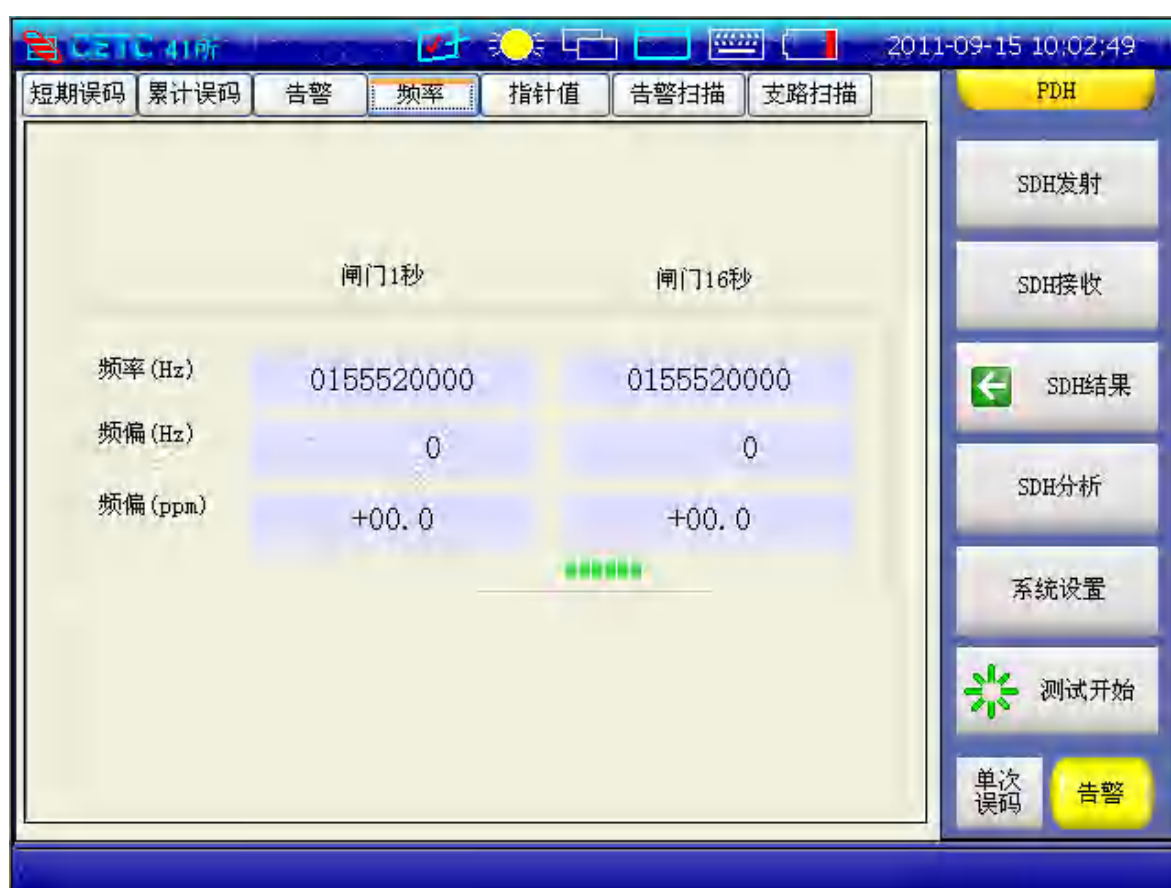 CETC 41所 2011-09-15 10:02:49
短期误码 累计误码 告警 频率 指针值 告警扫描 支路扫描
PDH
SDH发射
SDH接收
SDH结果
SDH分析
系统设置
测试开始
单次误码 告警
闸门1秒 闸门16秒
频率(Hz) 0155520000 0155520000
频偏(Hz) 0 0
频偏(ppm) +00.0 +00.0